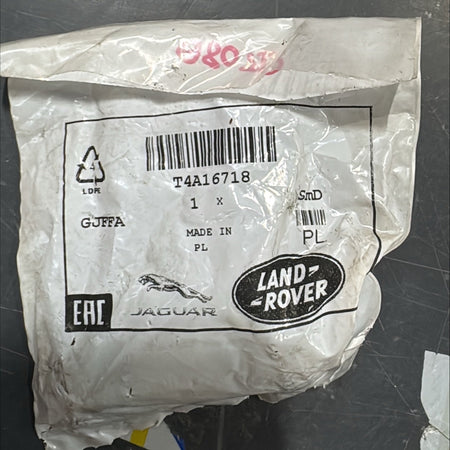 LDPE
T4A16718
1 X
SmD
GJFFA
MADE IN
PL
PL
EAC
JAGUAR
LAND-
-ROVER